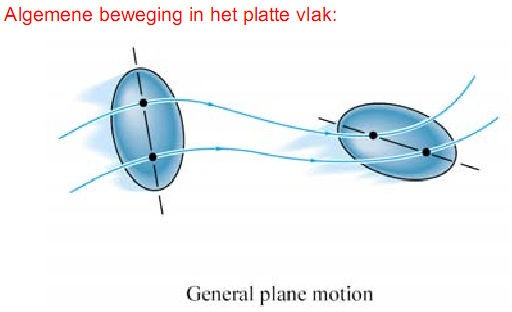 Algemene beweging in het platte vlak:
General plane motion